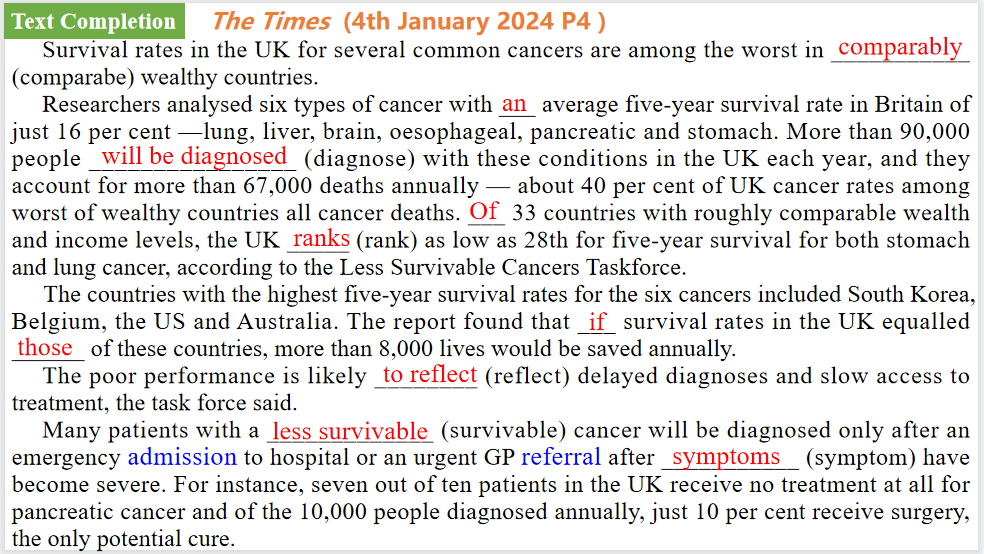 Text Completion The Times (4th January 2024 P4 )
Survival rates in the UK for several common cancers are among the worst in comparably
(comparabe) wealthy countries.
Researchers analysed six types of cancer with an average five-year survival rate in Britain of
just 16 per cent —lung, liver, brain, oesophageal, pancreatic and stomach. More than 90,000
people will be diagnosed (diagnose) with these conditions in the UK each year, and they
account for more than 67,000 deaths annually — about 40 per cent of UK cancer rates among
worst of wealthy countries all cancer deaths. Of 33 countries with roughly comparable wealth
and income levels, the UK ranks (rank) as low as 28th for five-year survival for both stomach
and lung cancer, according to the Less Survivable Cancers Taskforce.
The countries with the highest five-year survival rates for the six cancers included South Korea,
Belgium, the US and Australia. The report found that if survival rates in the UK equalled
those of these countries, more than 8,000 lives would be saved annually.
The poor performance is likely to reflect (reflect) delayed diagnoses and slow access to
treatment, the task force said.
Many patients with a less survivable (survivable) cancer will be diagnosed only after an
emergency admission to hospital or an urgent GP referral after symptoms (symptom) have
become severe. For instance, seven out of ten patients in the UK receive no treatment at all for
pancreatic cancer and of the 10,000 people diagnosed annually, just 10 per cent receive surgery,
the only potential cure.